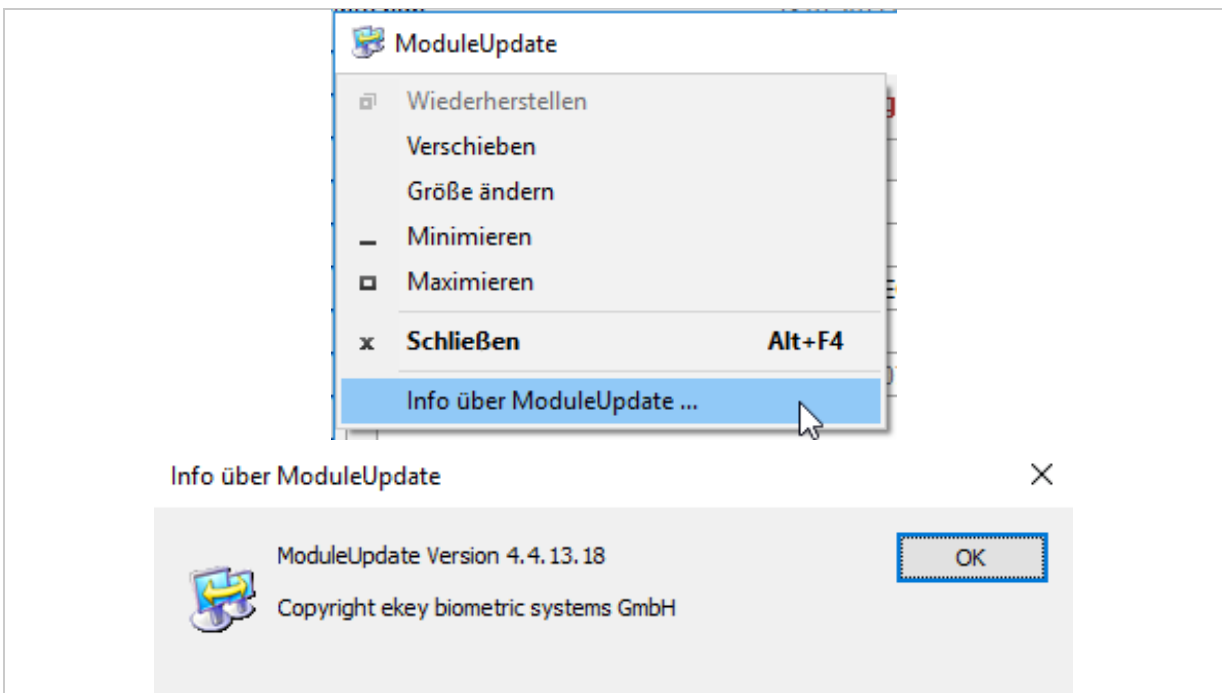 ModuleUpdate
Wiederherstellen
Verschieben
Größe ändern
Minimieren
Maximieren
Schließen Alt+F4
Info über ModuleUpdate ...
Info über ModuleUpdate
ModuleUpdate Version 4.4.13.18
OK
Copyright ekey biometric systems GmbH